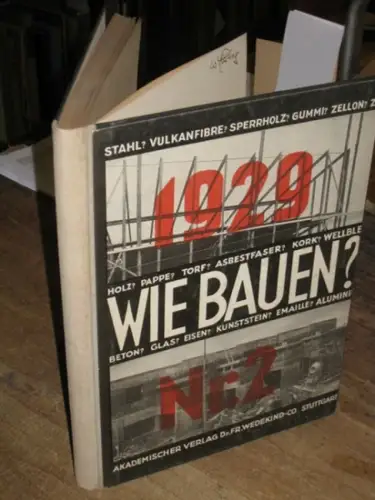 STAHL? VULKANFIBRE? SPERRHOLZ? GUMMI? ZELLON? Z
1929
HOLZ? PAPPE? TORF? ASBESTFASER? KORK? WELLBLE
WIE BAUEN?
BETON? GLAS? EISEN? KUNSTSTEIN? EMAILLE? ALUMINI
Nr. 2
AKADEMISCHER VERLAG DR. FR. WEDEKIND-CO STUTTGART